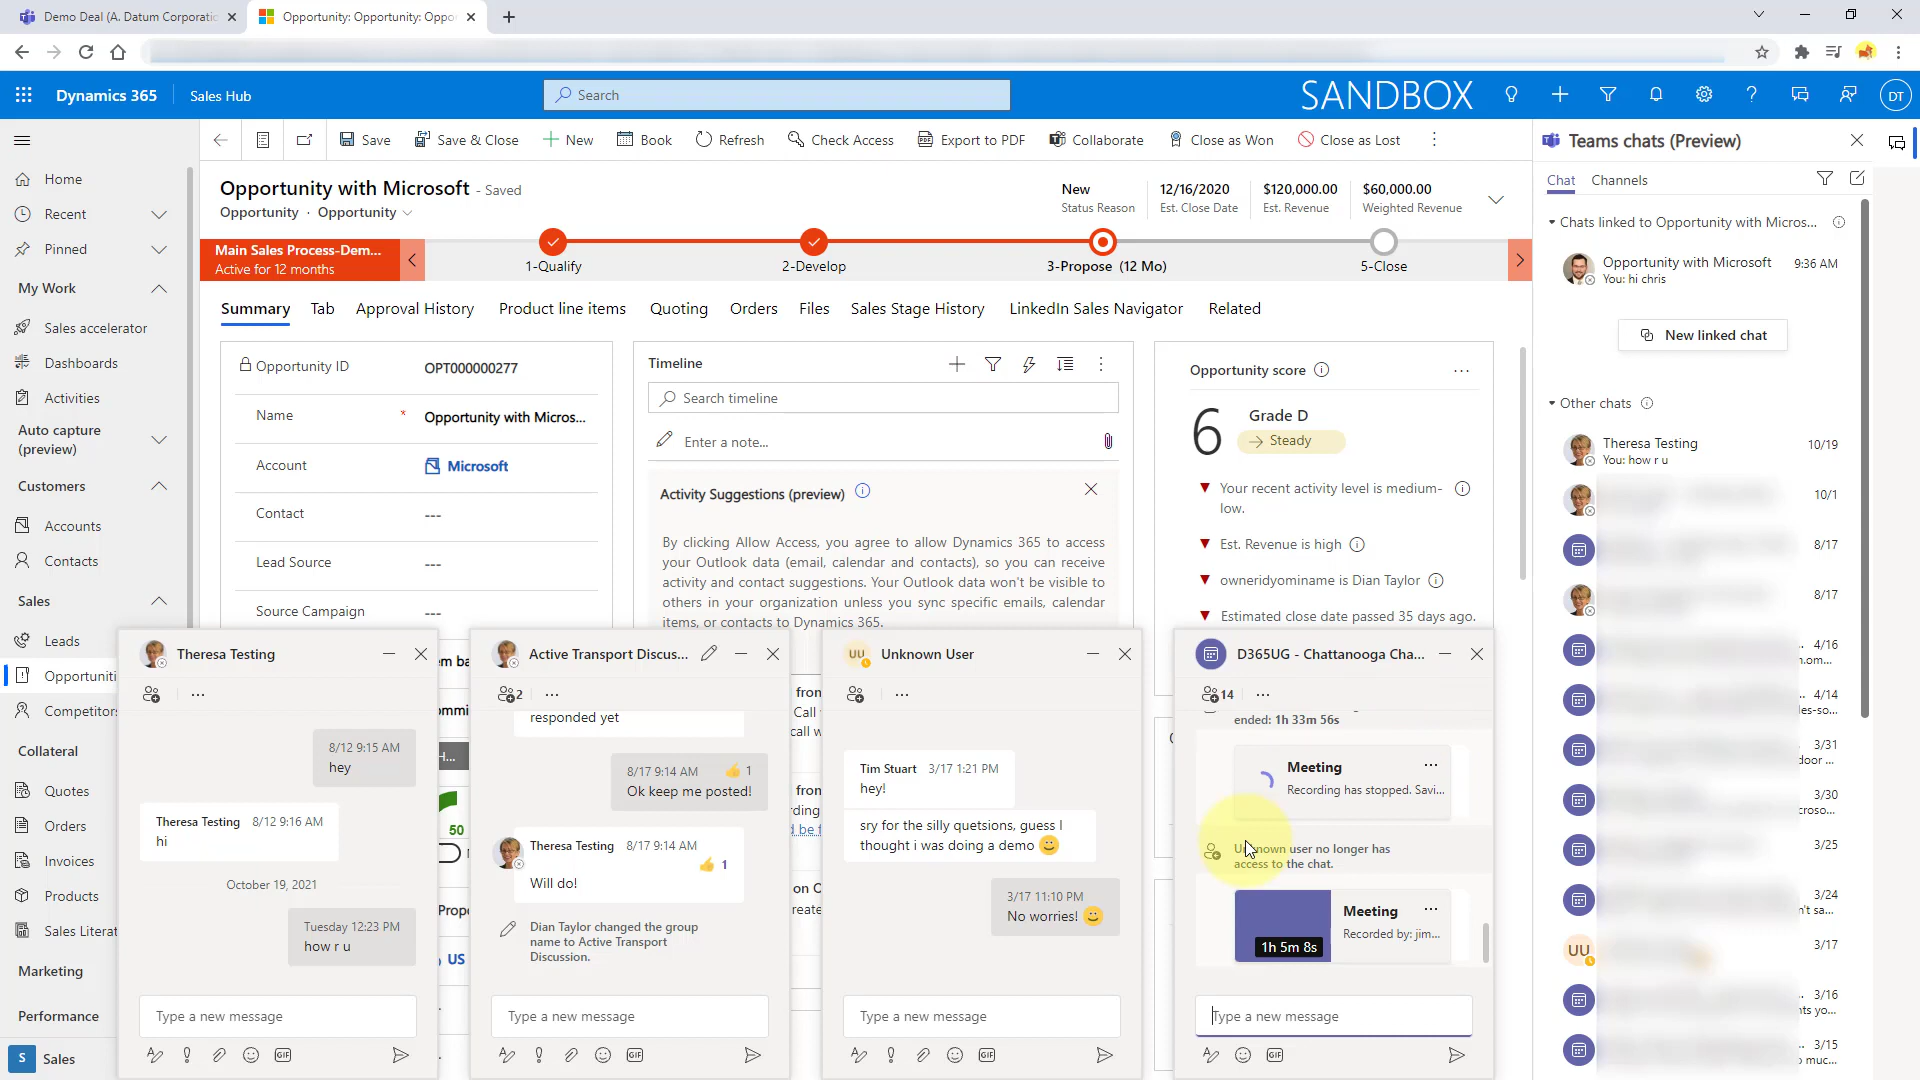 Demo Deal (A. Datum Corporatic
Opportunity: Opportunity: Oppor
Dynamics 365
Sales Hub
Search
SANDBOX
DT
Save
Save & Close
New
Book
Refresh
Check Access
Export to PDF
Collaborate
Close as Won
Close as Lost
Home
Recent
Pinned
My Work
Sales accelerator
Dashboards
Activities
Auto capture
(preview)
Customers
Accounts
Contacts
Sales
Leads
Opportuniti
Competitors
Collateral
Quotes
Orders
Invoices
Products
Sales Literat
Marketing
Performance
S Sales
Opportunity with Microsoft - Saved
Opportunity · Opportunity
New
Status Reason
12/16/2020
Est. Close Date
$120,000.00
Est. Revenue
$60,000.00
Weighted Revenue
Main Sales Process-Dem...
Active for 12 months
1-Qualify
2-Develop
3-Propose (12 Mo)
5-Close
Summary
Tab
Approval History
Product line items
Quoting
Orders
Files
Sales Stage History
LinkedIn Sales Navigator
Related
Opportunity ID
OPT000000277
Name *
Opportunity with Micros...
Account
Microsoft
Contact
---
Lead Source
---
Source Campaign
---
Timeline
Search timeline
Enter a note...
Activity Suggestions (preview)
By clicking Allow Access, you agree to allow Dynamics 365 to access
your Outlook data (email, calendar and contacts), so you can receive
activity and contact suggestions. Your Outlook data won't be visible to
others in your organization unless you sync specific emails, calendar
items, or contacts to Dynamics 365.
Opportunity score
6
Grade D
Steady
Your recent activity level is medium-
low.
Est. Revenue is high
owneridyominame is Dian Taylor
Estimated close date passed 35 days ago.
Teams chats (Preview)
Chat
Channels
Chats linked to Opportunity with Micros...
Opportunity with Microsoft
9:36 AM
You: hi chris
New linked chat
Other chats
Theresa Testing
10/19
You: how r u
10/1
8/17
8/17
4/16
4/14
3/31
3/30
3/25
3/24
UU
3/17
3/16
3/15
Theresa Testing
8/12 9:15 AM
hey
Theresa Testing 8/12 9:16 AM
hi
October 19, 2021
Tuesday 12:23 PM
how r u
Type a new message
GIF
50
US
Active Transport Discus...
2
responded yet
8/17 9:14 AM 1
Ok keep me posted!
Theresa Testing 8/17 9:14 AM
1
Will do!
Dian Taylor changed the group
name to Active Transport
Discussion.
Type a new message
GIF
UU
Unknown User
Tim Stuart 3/17 1:21 PM
hey!
sry for the silly quetsions, guess I
thought i was doing a demo
3/17 11:10 PM
No worries!
Type a new message
GIF
D365UG - Chattanooga Cha...
14
ended: 1h 33m 56s
Meeting
Recording has stopped. Savi...
Unknown user no longer has
access to the chat.
1h 5m 8s
Meeting
Recorded by: jim...
Type a new message
GIF